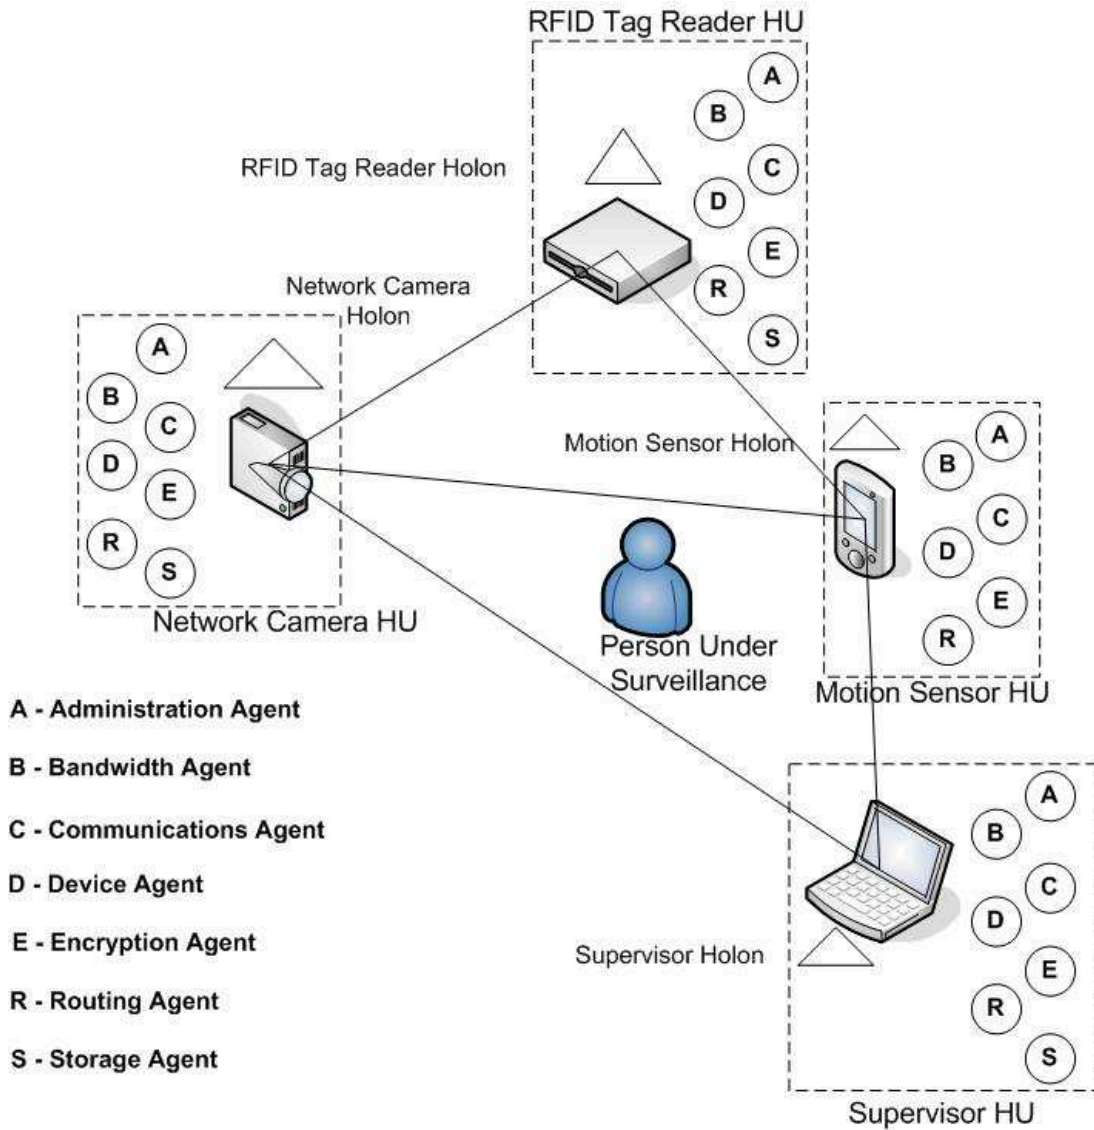 RFID Tag Reader HU
A
B
C
D
E
R
S
RFID Tag Reader Holon
Network Camera
Holon
A
B
C
D
E
R
S
Network Camera HU
Motion Sensor Holon
A
B
C
D
E
R
Motion Sensor HU
Person Under
Surveillance
A - Administration Agent
B - Bandwidth Agent
C - Communications Agent
D - Device Agent
E - Encryption Agent
R - Routing Agent
S - Storage Agent
A
B
C
D
E
R
S
Supervisor Holon
Supervisor HU